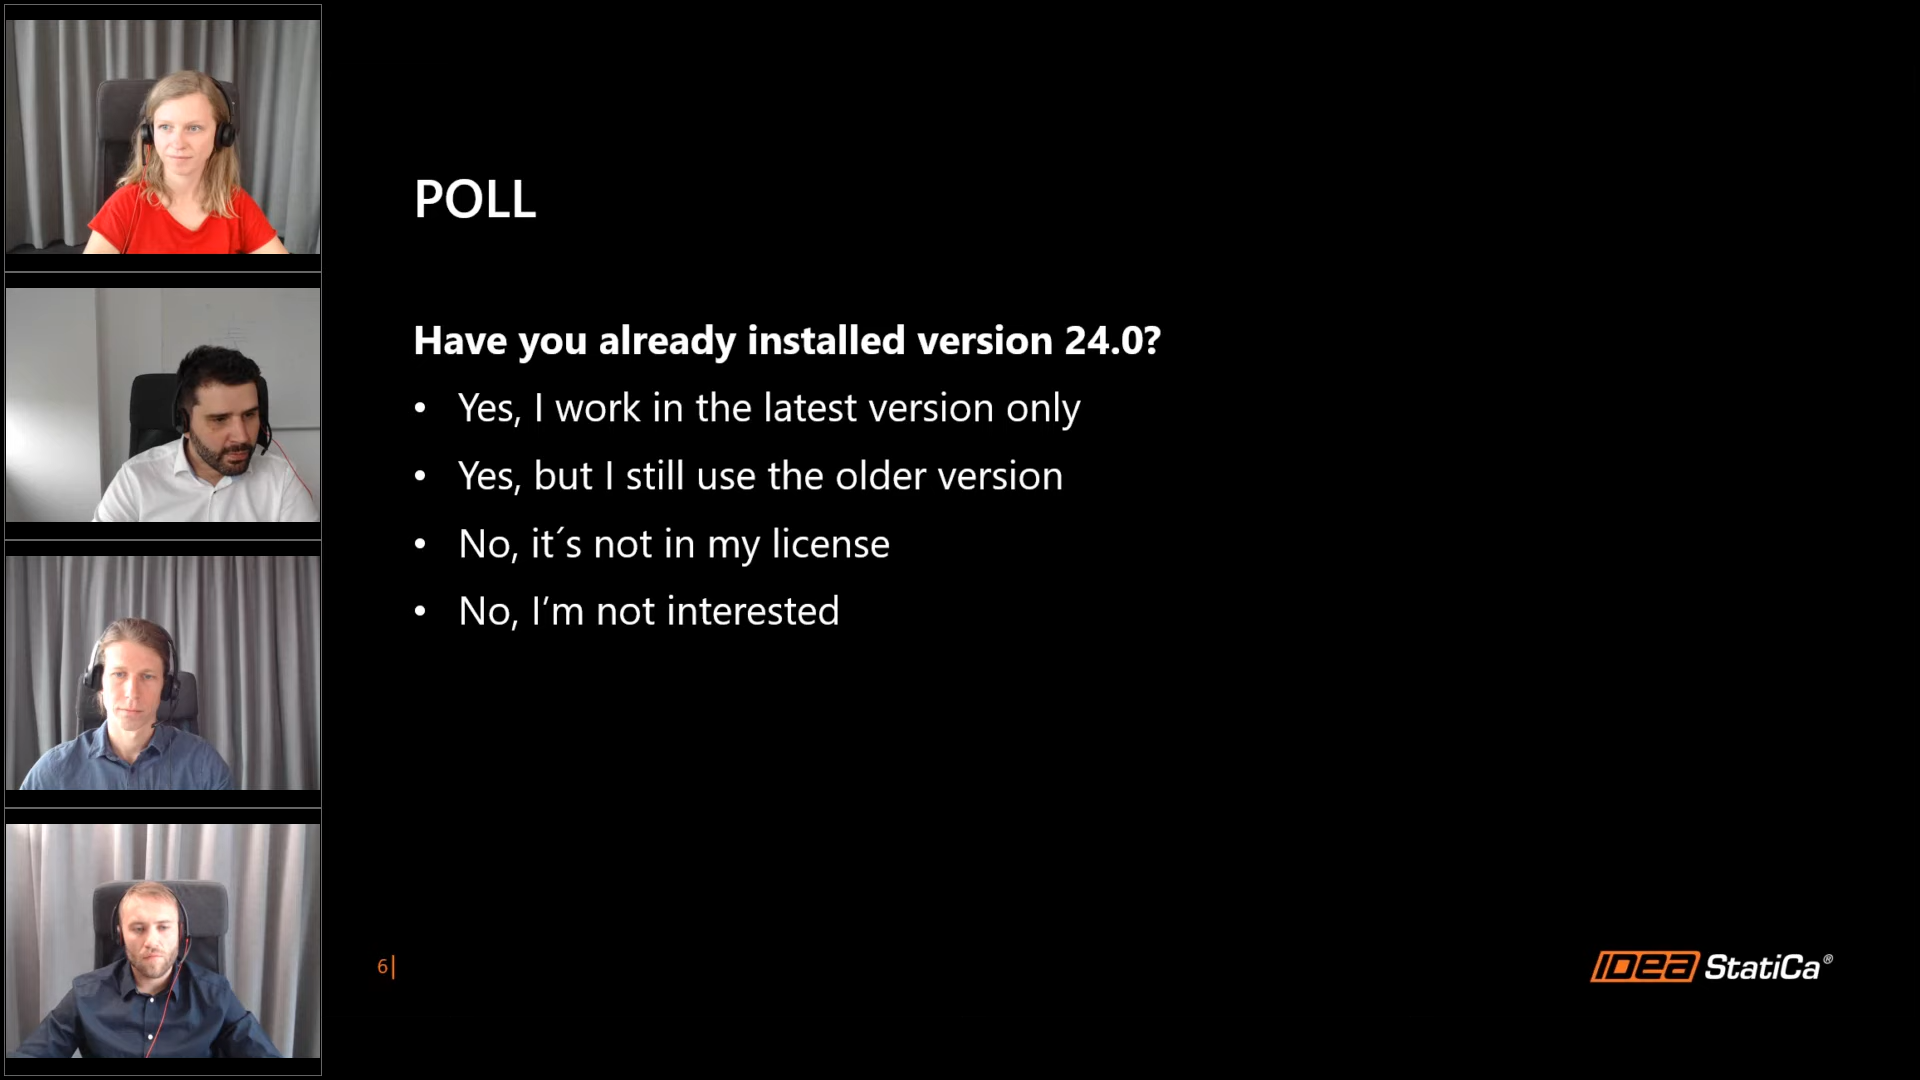 POLL
Have you already installed version 24.0?
• Yes, I work in the latest version only
• Yes, but I still use the older version
• No, it´s not in my license
• No, I’m not interested
6|
IDEA StatiCa®